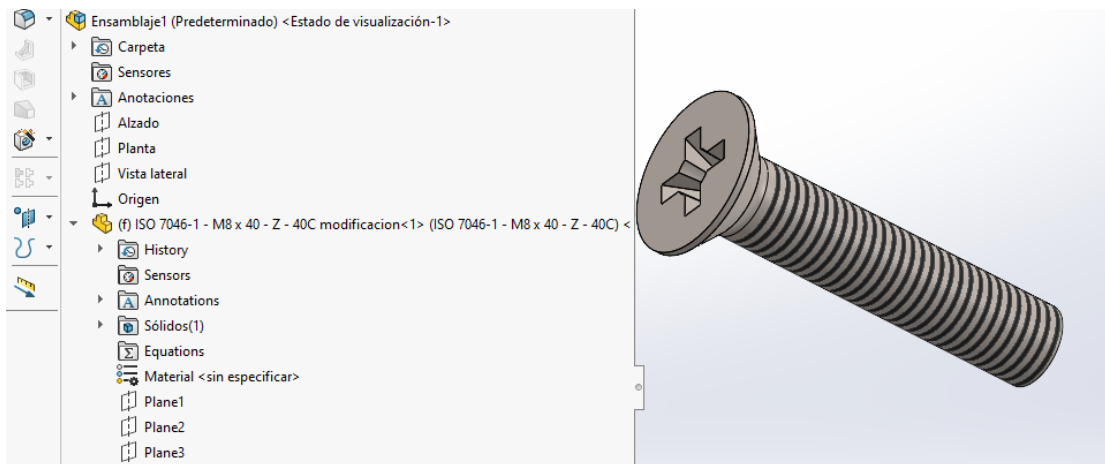 Ensamblaje1 (Predeterminado) <Estado de visualización-1>
Carpeta
Sensores
Anotaciones
Alzado
Planta
Vista lateral
Origen
(f) ISO 7046-1 - M8 x 40 - Z - 40C modificacion<1> (ISO 7046-1 - M8 x 40 - Z - 40C) <
History
Sensors
Annotations
Sólidos(1)
Equations
Material <sin especificar>
Plane1
Plane2
Plane3